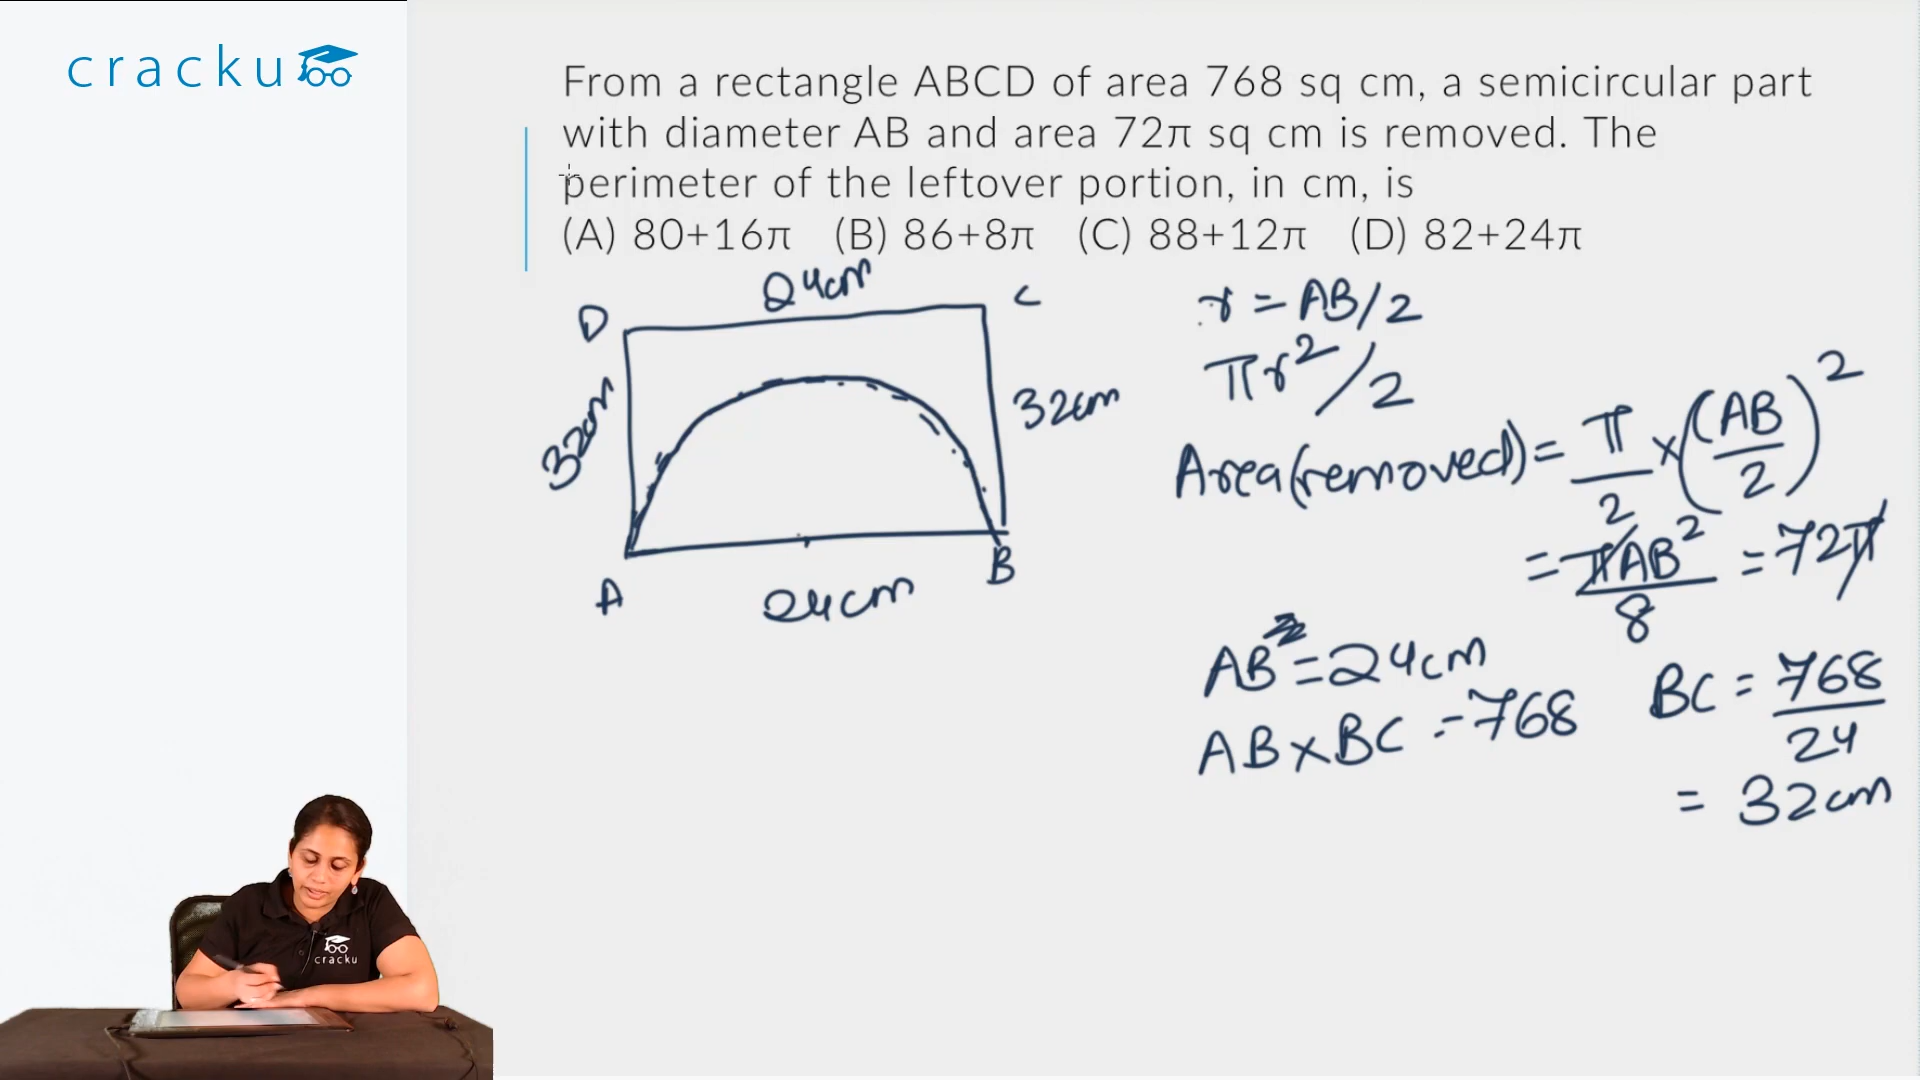 cracku
From a rectangle ABCD of area 768 sq cm, a semicircular part
with diameter AB and area 72π sq cm is removed. The
perimeter of the leftover portion, in cm, is
(A) 80+16π (B) 86+8π (C) 88+12π (D) 82+24π
24cm
D
C
32cm
32cm
A
B
24cm
r = AB/2
πr²/2
Area(removed) = π/2 × (AB/2)²
= πAB²/8 = 72π
AB = 24cm
AB×BC = 768
BC = 768/24
= 32cm
cracku